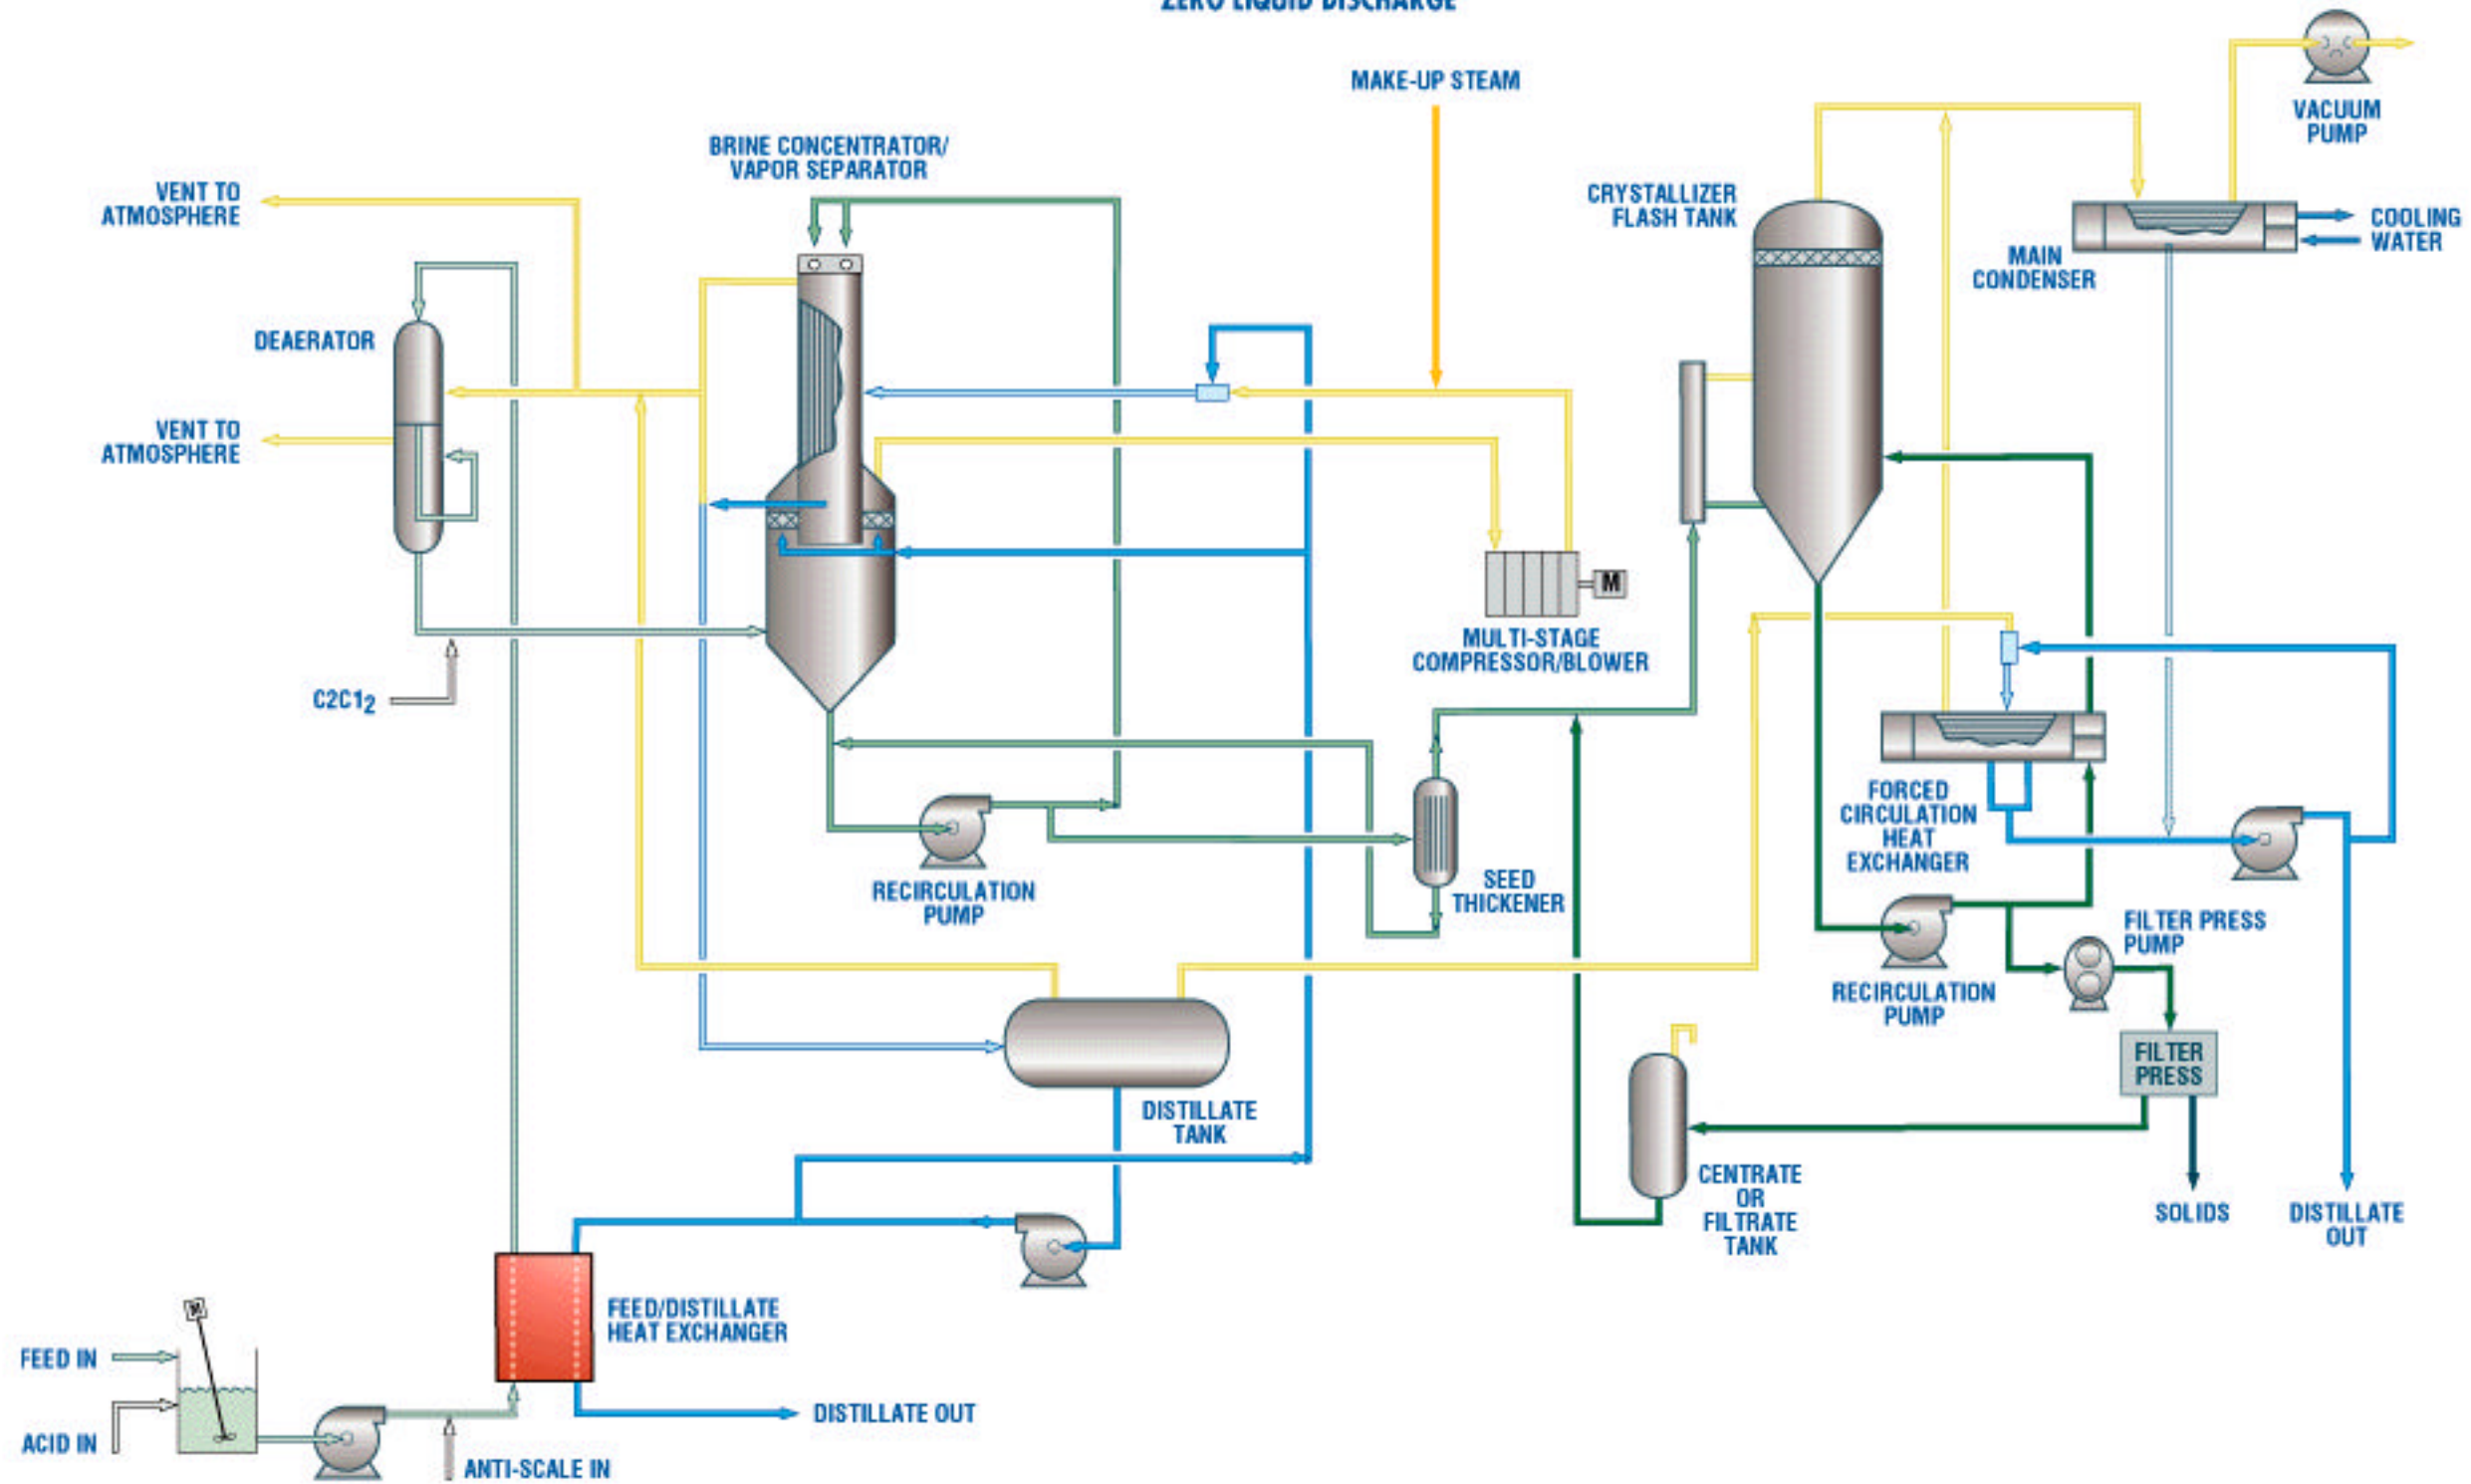 ZERO LIQUID DISCHARGE
MAKE-UP STEAM
VACUUM
PUMP
BRINE CONCENTRATOR/
VAPOR SEPARATOR
VENT TO
ATMOSPHERE
CRYSTALLIZER
FLASH TANK
COOLING
WATER
MAIN
CONDENSER
DEAERATOR
VENT TO
ATMOSPHERE
M
MULTI-STAGE
COMPRESSOR/BLOWER
C2C12
FORCED
CIRCULATION
HEAT
EXCHANGER
SEED
THICKENER
RECIRCULATION
PUMP
FILTER PRESS
PUMP
RECIRCULATION
PUMP
FILTER
PRESS
DISTILLATE
TANK
CENTRATE
OR
FILTRATE
TANK
SOLIDS
DISTILLATE
OUT
M
FEED/DISTILLATE
HEAT EXCHANGER
FEED IN
DISTILLATE OUT
ACID IN
ANTI-SCALE IN